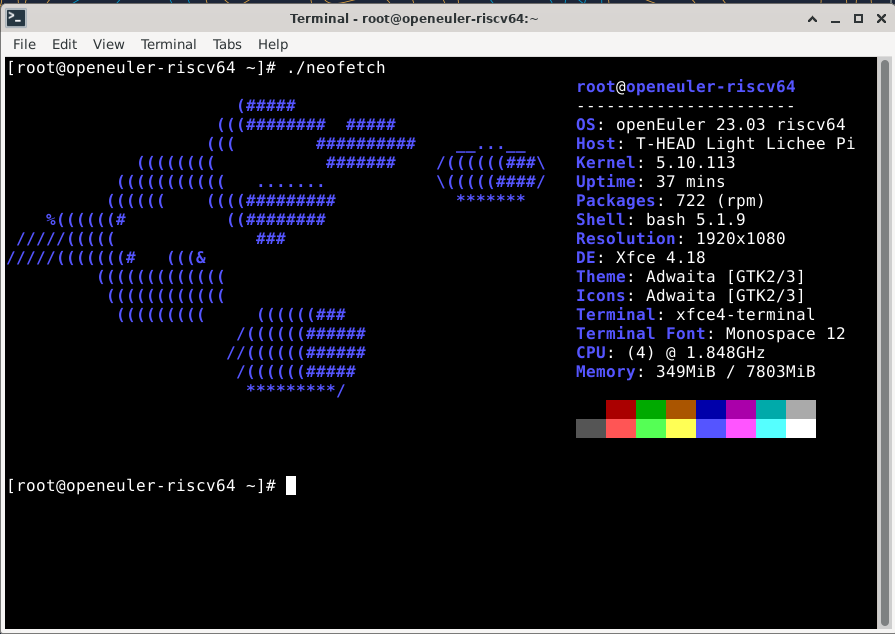 Terminal - root@openeuler-riscv64:~
File Edit View Terminal Tabs Help
[root@openeuler-riscv64 ~]# ./neofetch
root@openeuler-riscv64
(##### ----------------------
(((######## ##### OS: openEuler 23.03 riscv64
((( ########## __...__ Host: T-HEAD Light Lichee Pi
(((((((( ####### /((((((###\ Kernel: 5.10.113
((((((((((( ....... \(((((####/ Uptime: 37 mins
(((((( ((((######### ******* Packages: 722 (rpm)
%((((((# ((######## Shell: bash 5.1.9
/////((((( ### Resolution: 1920x1080
/////(((((((# (((& DE: Xfce 4.18
((((((((((((( Theme: Adwaita [GTK2/3]
(((((((((((( Icons: Adwaita [GTK2/3]
((((((((( ((((((### Terminal: xfce4-terminal
/((((((###### Terminal Font: Monospace 12
//((((((###### CPU: (4) @ 1.848GHz
/((((((##### Memory: 349MiB / 7803MiB
*********/
[root@openeuler-riscv64 ~]#